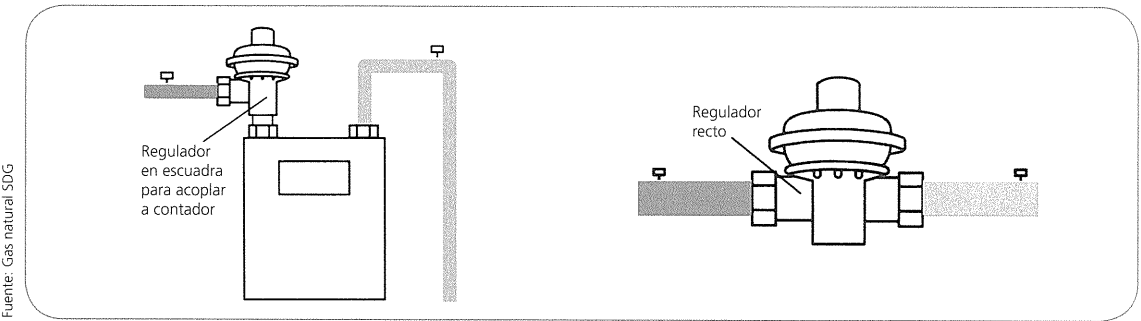 Fuente: Gas natural SDG
Regulador
en escuadra
para acoplar
a contador
Regulador
recto